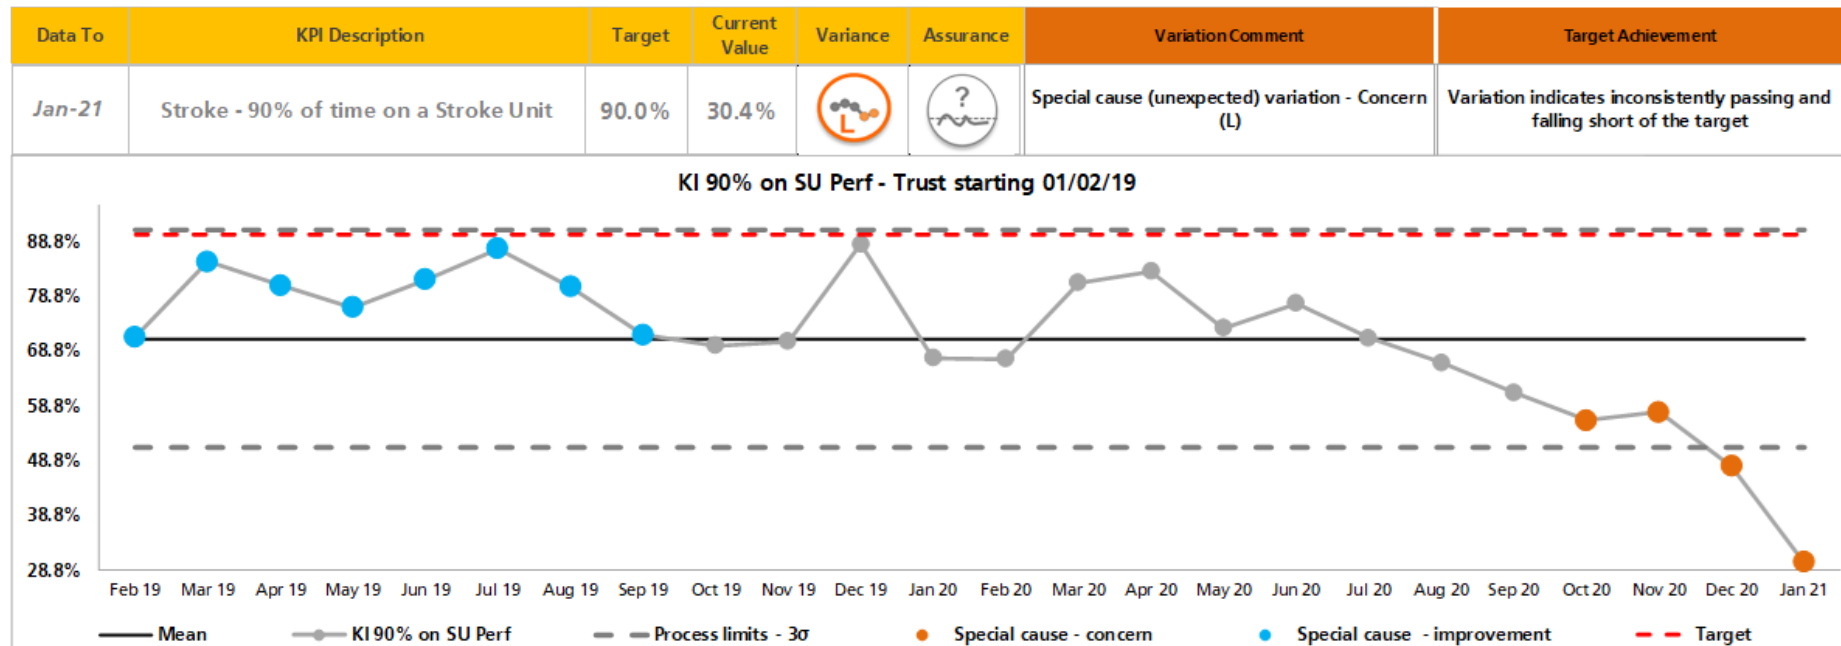 Data To KPI Description Target Current Value Variance Assurance Variation Comment Target Achievement
Jan-21 Stroke - 90% of time on a Stroke Unit 90.0% 30.4% L ? Special cause (unexpected) variation - Concern (L) Variation indicates inconsistently passing and falling short of the target
KI 90% on SU Perf - Trust starting 01/02/19
88.8%
78.8%
68.8%
58.8%
48.8%
38.8%
28.8%
Feb 19 Mar 19 Apr 19 May 19 Jun 19 Jul 19 Aug 19 Sep 19 Oct 19 Nov 19 Dec 19 Jan 20 Feb 20 Mar 20 Apr 20 May 20 Jun 20 Jul 20 Aug 20 Sep 20 Oct 20 Nov 20 Dec 20 Jan 21
Mean KI 90% on SU Perf Process limits - 3σ Special cause - concern Special cause - improvement Target